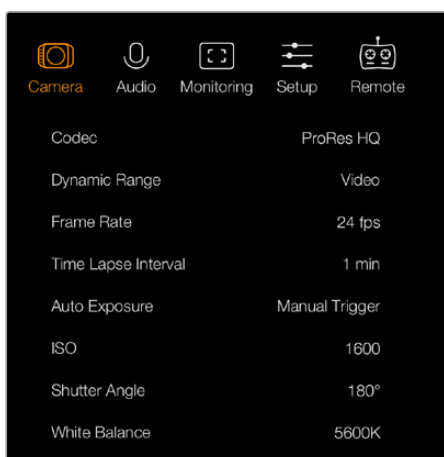 Camera Audio Monitoring Setup Remote
Codec ProRes HQ
Dynamic Range Video
Frame Rate 24 fps
Time Lapse Interval 1 min
Auto Exposure Manual Trigger
ISO 1600
Shutter Angle 180°
White Balance 5600K